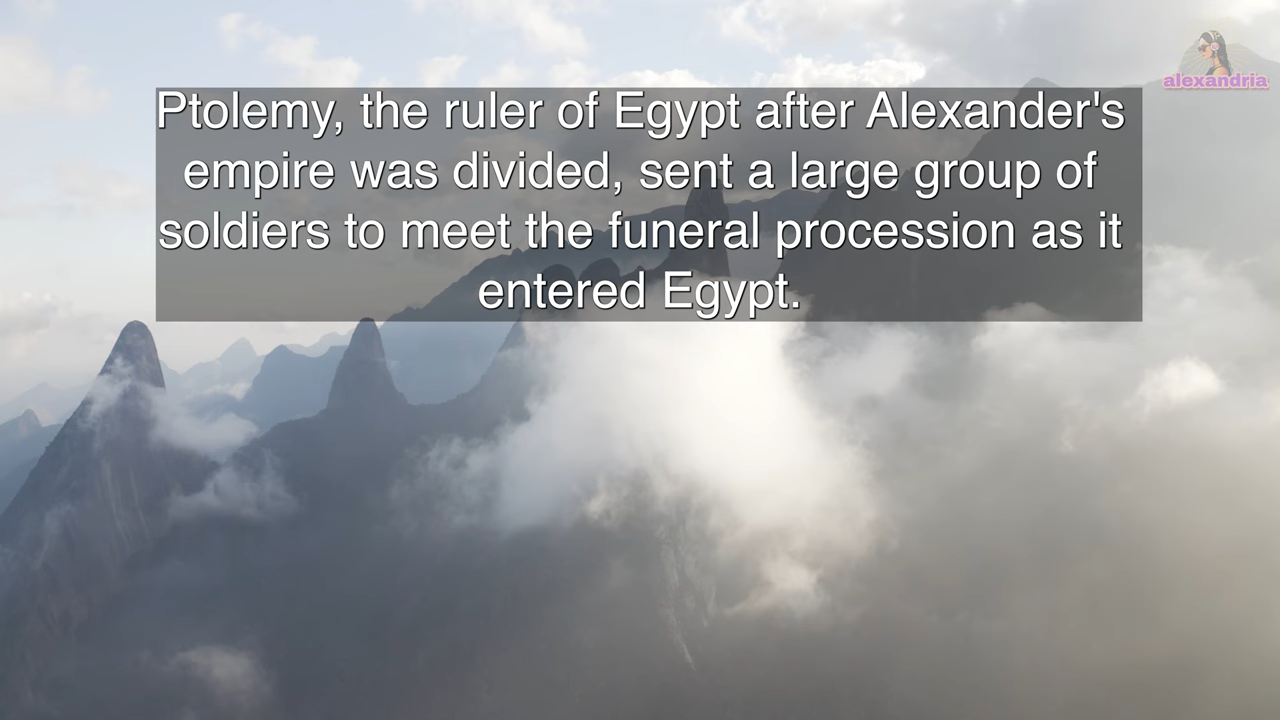 alexandria
Ptolemy, the ruler of Egypt after Alexander's
empire was divided, sent a large group of
soldiers to meet the funeral procession as it
entered Egypt.